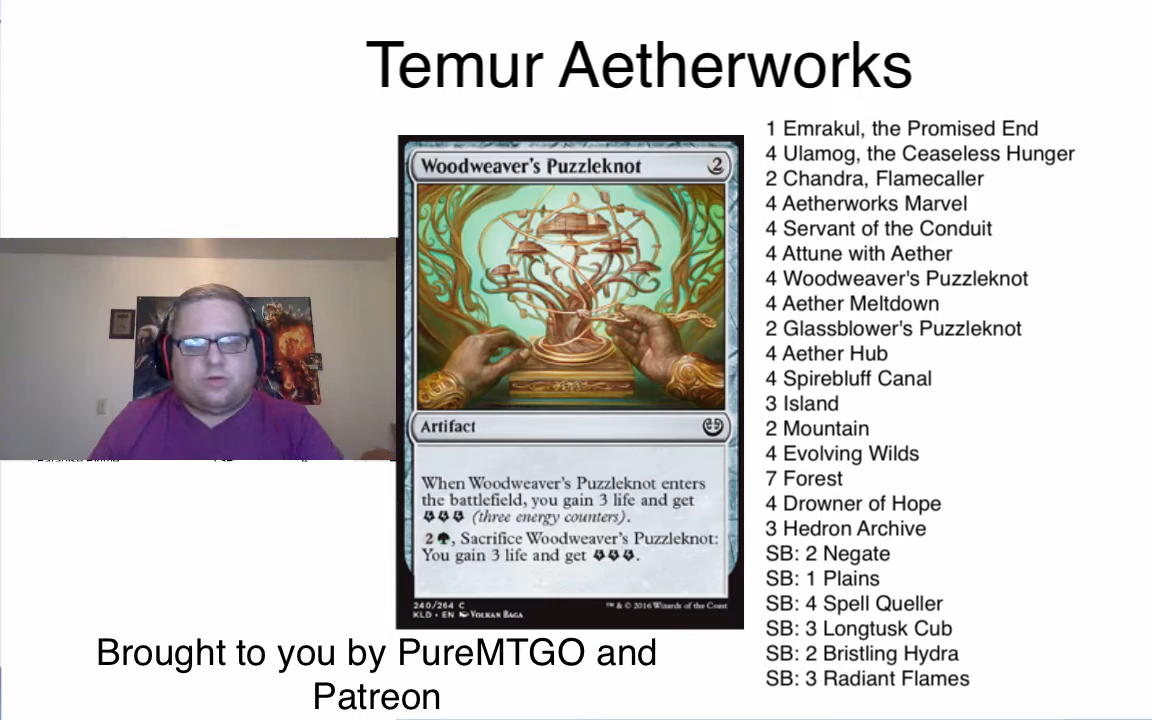 Temur Aetherworks
Woodweaver's Puzzleknot 2
Artifact
When Woodweaver's Puzzleknot enters
the battlefield, you gain 3 life and get
(three energy counters).
2, Sacrifice Woodweaver's Puzzleknot:
You gain 3 life and get
240/264 C
KLD • EN VOLKAN BAGA
™ & © 2016 Wizards of the Coast
1 Emrakul, the Promised End
4 Ulamog, the Ceaseless Hunger
2 Chandra, Flamecaller
4 Aetherworks Marvel
4 Servant of the Conduit
4 Attune with Aether
4 Woodweaver's Puzzleknot
4 Aether Meltdown
2 Glassblower's Puzzleknot
4 Aether Hub
4 Spirebluff Canal
3 Island
2 Mountain
4 Evolving Wilds
7 Forest
4 Drowner of Hope
3 Hedron Archive
SB: 2 Negate
SB: 1 Plains
SB: 4 Spell Queller
SB: 3 Longtusk Cub
SB: 2 Bristling Hydra
SB: 3 Radiant Flames
Brought to you by PureMTGO and
Patreon